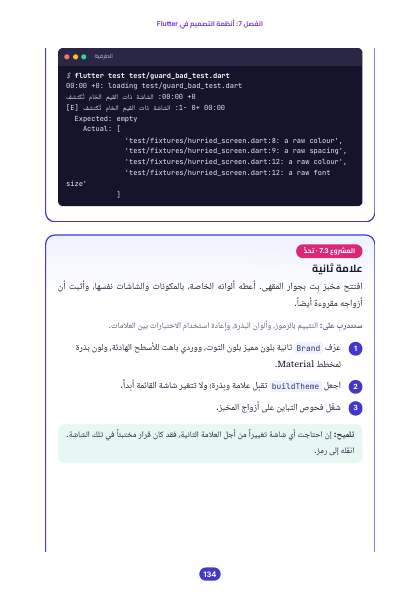 الفصل 7: أنظمة التصميم في Flutter
الطرفية
$ flutter test test/guard_bad_test.dart
00:00 +0: loading test/guard_bad_test.dart
00:00 +0: الشاشة ذات القيم الخام تُكتشف
00:00 +0 -1: الشاشة ذات القيم الخام تُكتشف [E]
Expected: empty
Actual: [
'test/fixtures/hurried_screen.dart:8: a raw colour',
'test/fixtures/hurried_screen.dart:9: a raw spacing',
'test/fixtures/hurried_screen.dart:12: a raw colour',
'test/fixtures/hurried_screen.dart:12: a raw font
size'
]
المشروع 7.3 · تحدٍّ
علامة ثانية
افتتح مخبز بِت بجوار المقهى. أعطه ألوانه الخاصة، بالمكونات والشاشات نفسها، وأثبت أن
أزواجه مقروءة أيضاً.
ستتدرب على: التثييم بالرموز، وألوان البذرة، وإعادة استخدام الاختبارات بين العلامات.
1 عرّف Brand ثانية بلون مميز بلون التوت، ووردي باهت للأسطح الهادئة، ولون بذرة
لمخطط Material.
2 اجعل buildTheme تقبل علامة وبذرة؛ ولا تتغير شاشة القائمة أبداً.
3 شغّل فحوص التباين على أزواج المخبز.
تلميح: إن احتاجت أي شاشة تغييراً من أجل العلامة الثانية، فقد كان قرار مختبئاً في تلك الشاشة.
انقله إلى رمز.
134